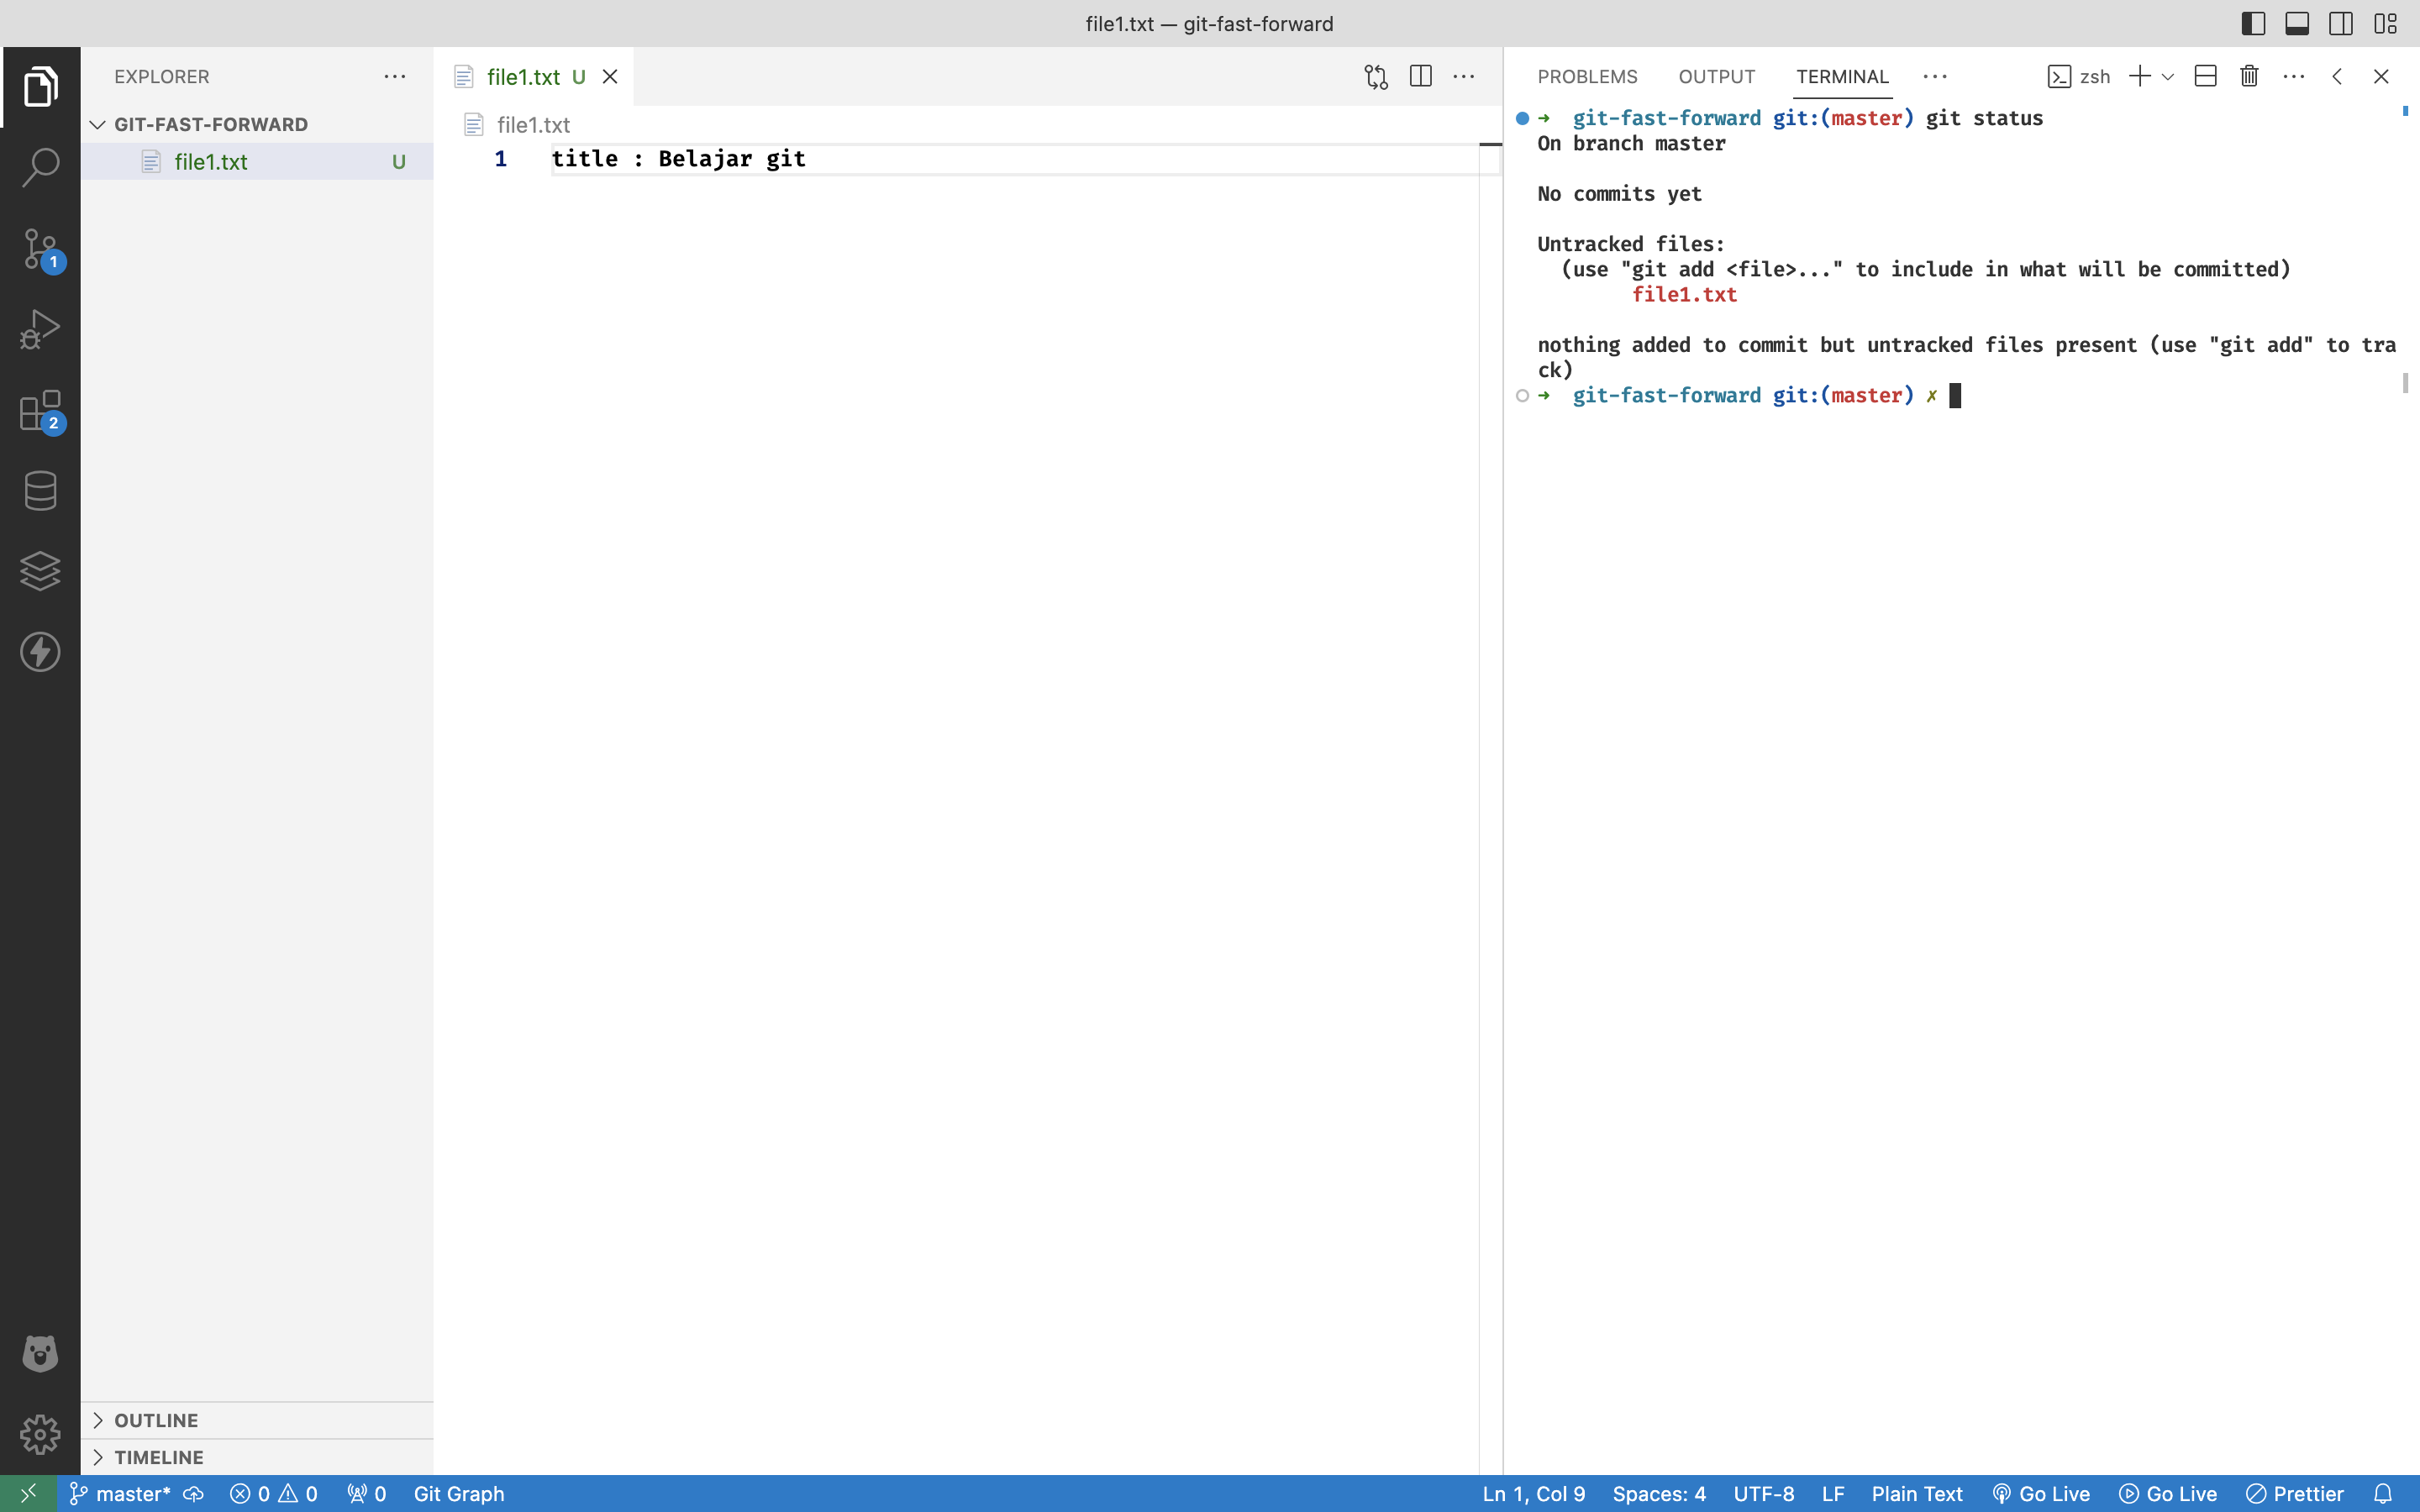 file1.txt — git-fast-forward
EXPLORER
GIT-FAST-FORWARD
file1.txt U
OUTLINE
TIMELINE
file1.txt U
file1.txt
1 title : Belajar git
PROBLEMS OUTPUT TERMINAL zsh
➜ git-fast-forward git:(master) git status
On branch master
No commits yet
Untracked files:
(use "git add <file>..." to include in what will be committed)
file1.txt
nothing added to commit but untracked files present (use "git add" to tra
ck)
➜ git-fast-forward git:(master) ✗
1
2
master* 0 0 0 Git Graph Ln 1, Col 9 Spaces: 4 UTF-8 LF Plain Text Go Live Go Live Prettier